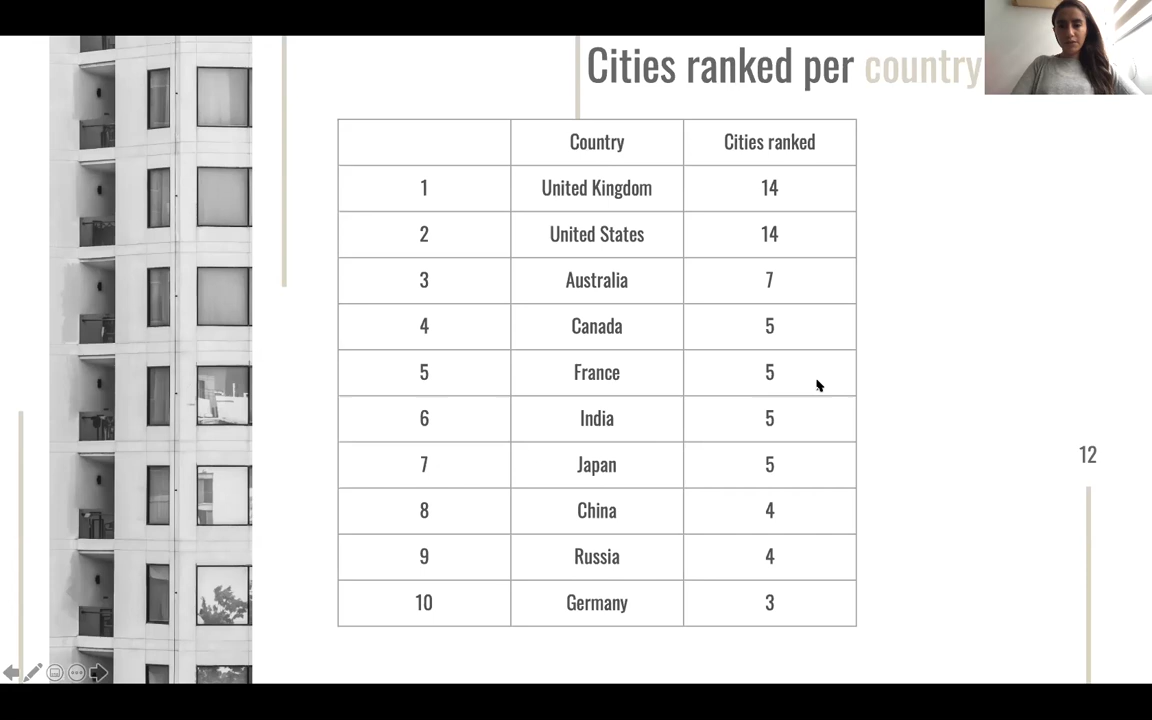 Cities ranked per country
Country Cities ranked
1 United Kingdom 14
2 United States 14
3 Australia 7
4 Canada 5
5 France 5
6 India 5
7 Japan 5
8 China 4
9 Russia 4
10 Germany 3
12